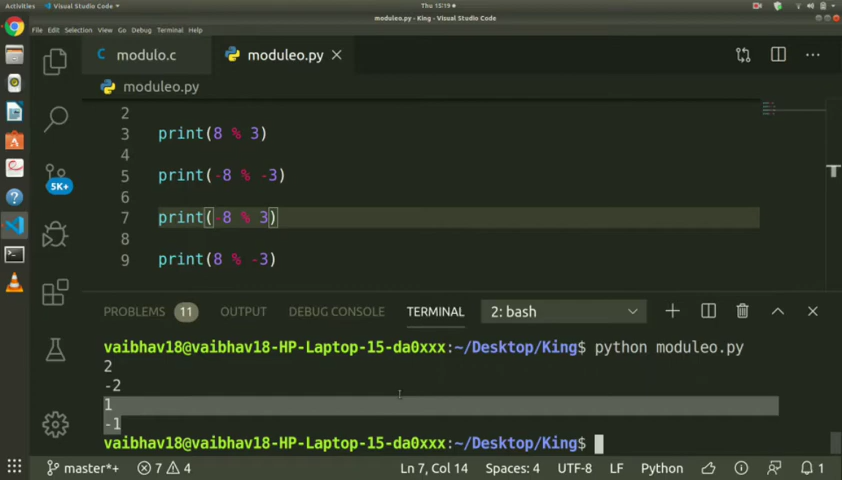 Activities
Visual Studio Code
Thu 15:19
moduleo.py - King - Visual Studio Code
File Edit Selection View Go Debug Terminal Help
C modulo.c
moduleo.py
moduleo.py
2
3 print(8 % 3)
4
5 print(-8 % -3)
6
7 print(-8 % 3)
8
9 print(8 % -3)
5K+
PROBLEMS 11 OUTPUT DEBUG CONSOLE TERMINAL 2: bash
vaibhav18@vaibhav18-HP-Laptop-15-da0xxx:~/Desktop/King$ python moduleo.py
2
-2
1
-1
vaibhav18@vaibhav18-HP-Laptop-15-da0xxx:~/Desktop/King$
master*+ 7 4 Ln 7, Col 14 Spaces: 4 UTF-8 LF Python 1